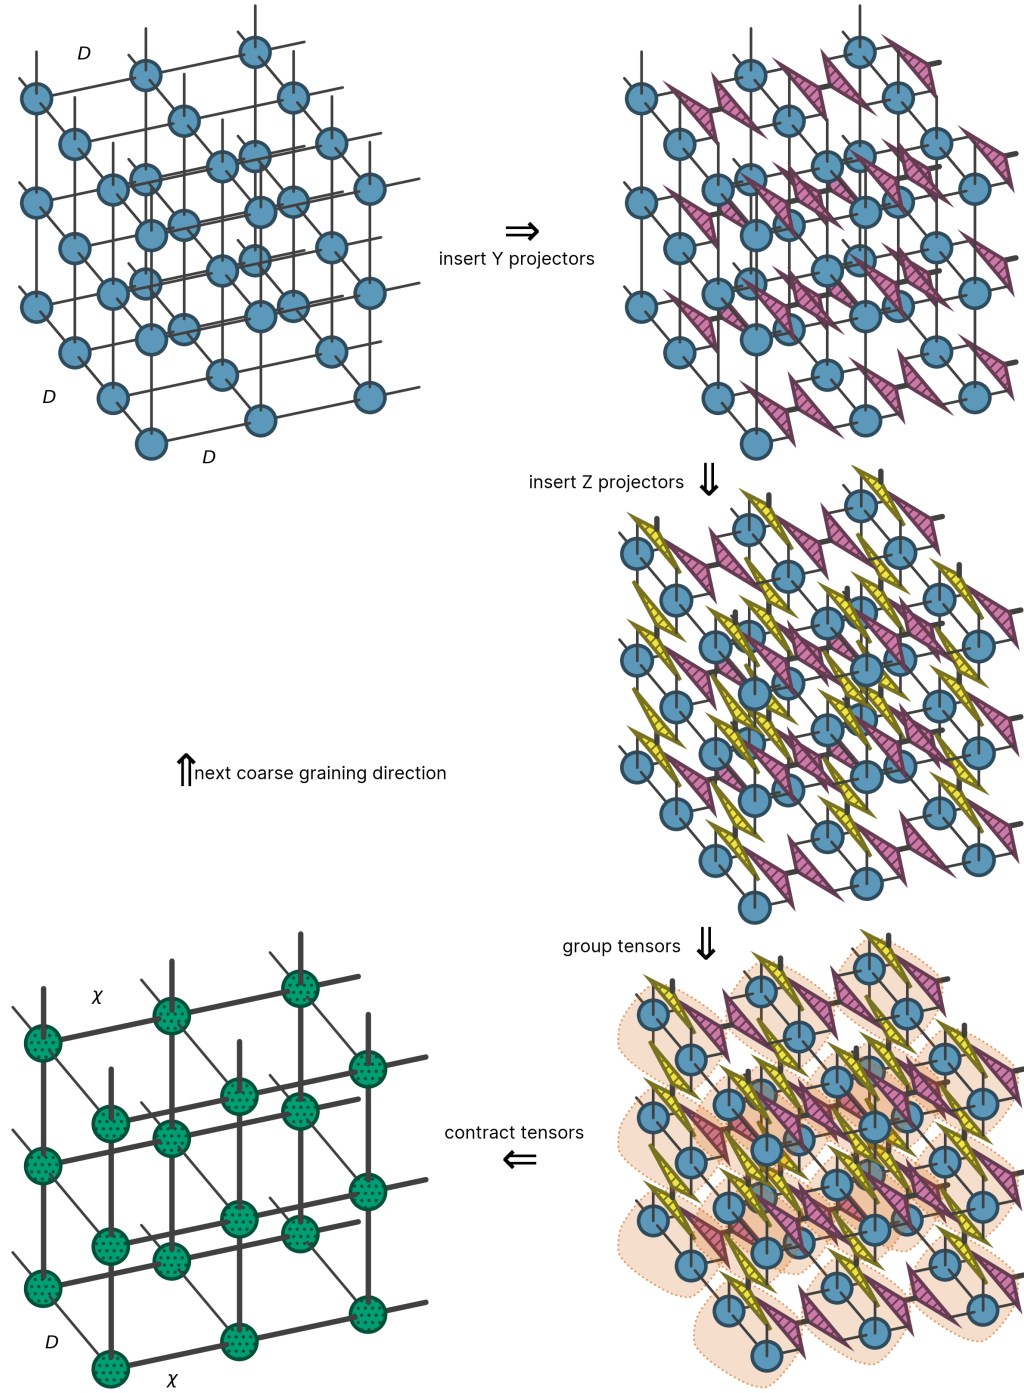 D
⇒
insert Y projectors
D
D
insert Z projectors ⇓
⇑ next coarse graining direction
group tensors ⇓
χ
contract tensors
⇐
D
χ